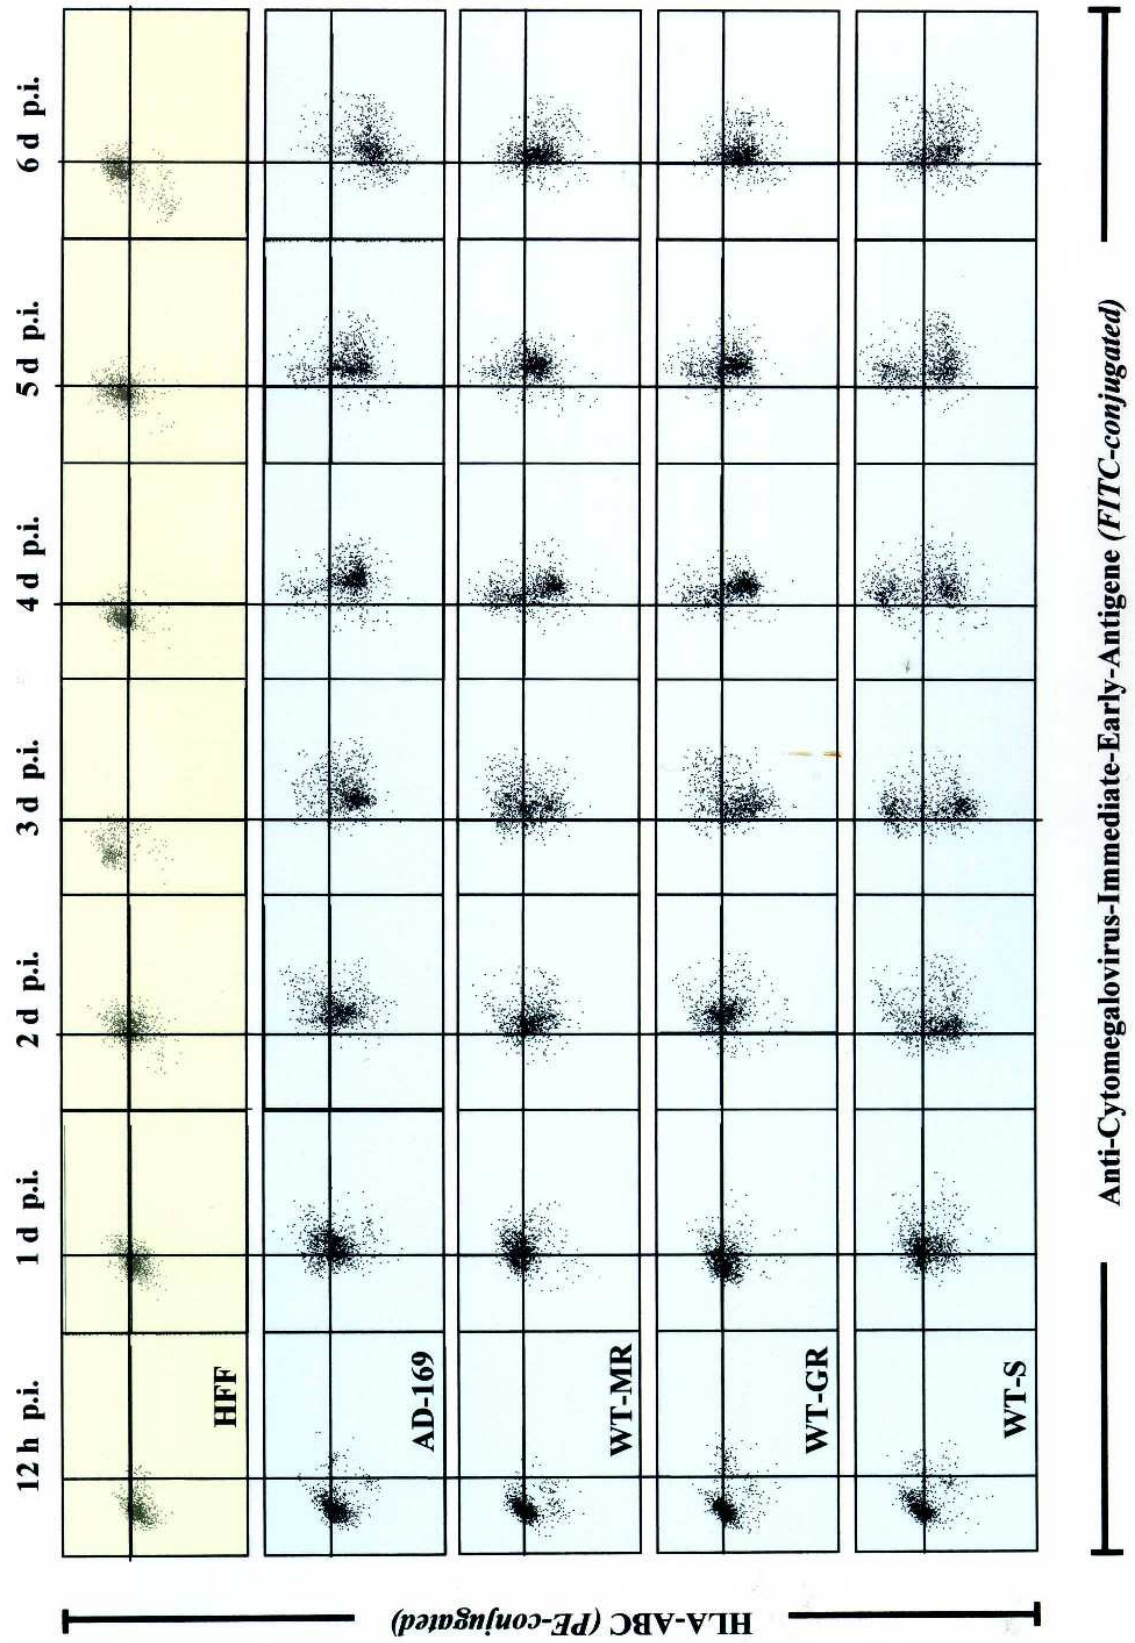 12 h p.i. 1 d p.i. 2 d p.i. 3 d p.i. 4 d p.i. 5 d p.i. 6 d p.i.
HFF
AD-169
WT-MR
WT-GR
WT-S
HLA-ABC (PE-conjugated)
Anti-Cytomegalovirus-Immediate-Early-Antigene (FITC-conjugated)